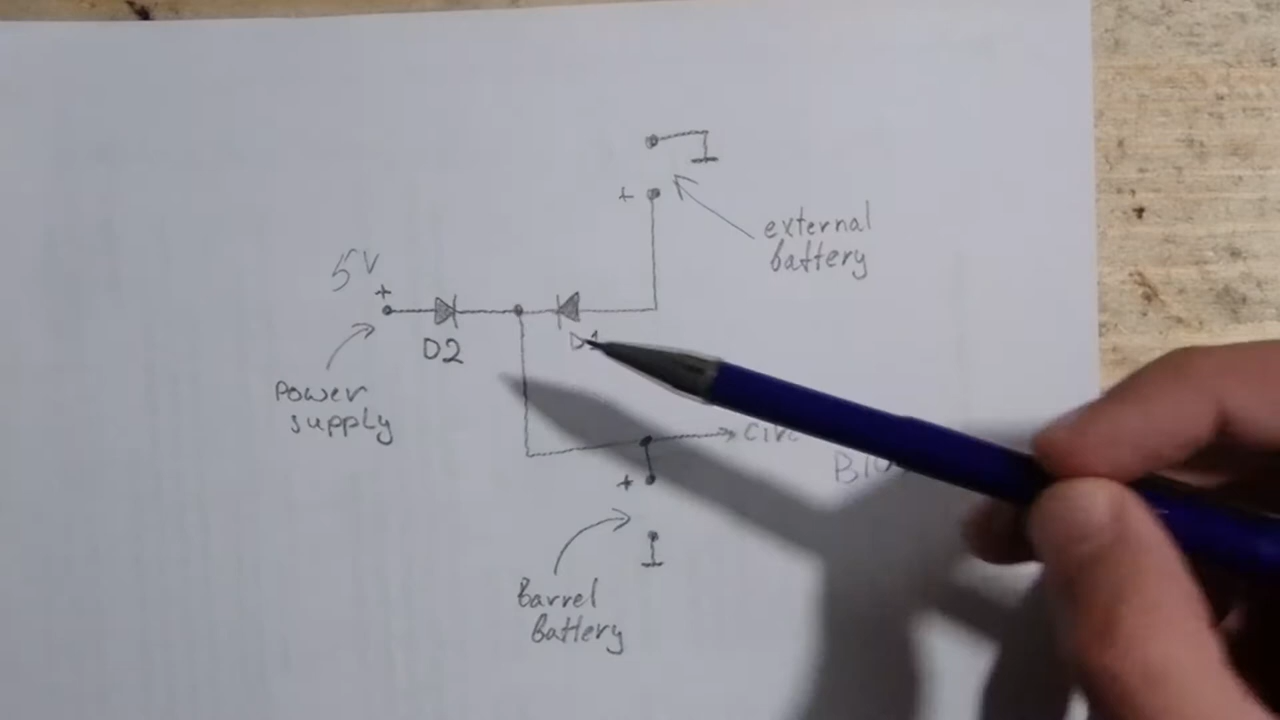 +
external
battery
5V
+
D2
Power
supply
+
Barrel
Battery